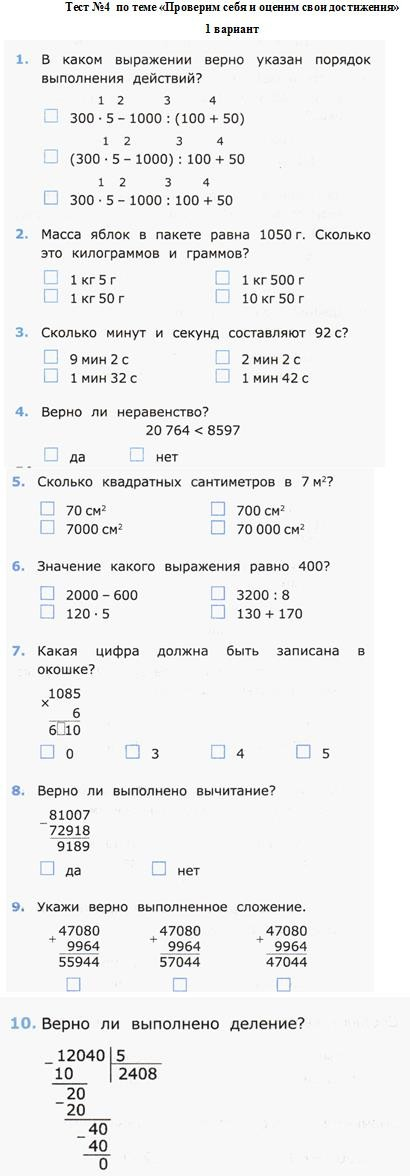 Тест №4 по теме «Проверим себя и оценим свои достижения»
1 вариант
1. В каком выражении верно указан порядок
выполнения действий?
1 2 3 4
300 · 5 – 1000 : (100 + 50)
1 2 3 4
(300 · 5 – 1000) : 100 + 50
1 2 3 4
300 · 5 – 1000 : 100 + 50
2. Масса яблок в пакете равна 1050 г. Сколько
это килограммов и граммов?
1 кг 5 г 1 кг 500 г
1 кг 50 г 10 кг 50 г
3. Сколько минут и секунд составляют 92 с?
9 мин 2 с 2 мин 2 с
1 мин 32 с 1 мин 42 с
4. Верно ли неравенство?
20 764 < 8597
да нет
5. Сколько квадратных сантиметров в 7 м²?
70 см² 700 см²
7000 см² 70 000 см²
6. Значение какого выражения равно 400?
2000 – 600 3200 : 8
120 · 5 130 + 170
7. Какая цифра должна быть записана в
окошке?
× 1085
6
6□10
0 3 4 5
8. Верно ли выполнено вычитание?
– 81007
72918
9189
да нет
9. Укажи верно выполненное сложение.
+ 47080 + 47080 + 47080
9964 9964 9964
55944 57044 47044
10. Верно ли выполнено деление?
– 12040 5
10 2408
– 20
20
– 40
40
0